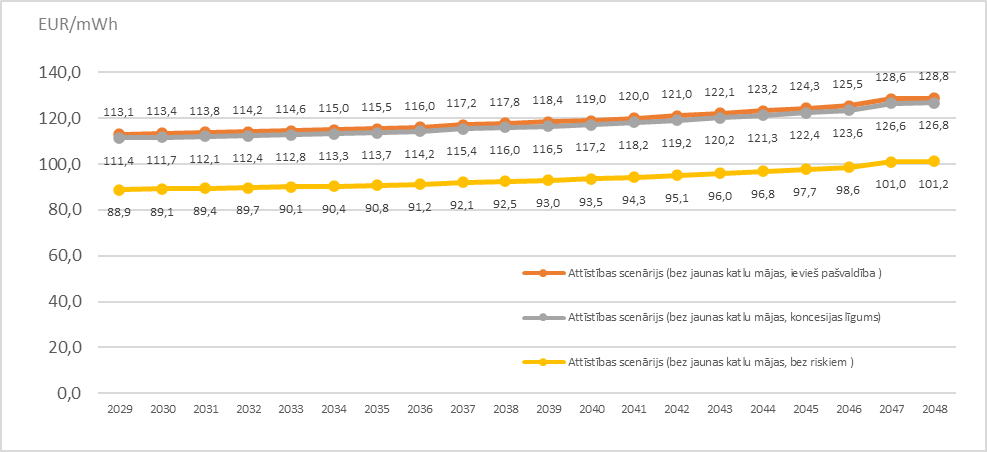 EUR/mWh
140,0
113,1 113,4 113,8 114,2 114,6 115,0 115,5 116,0 117,2 117,8 118,4 119,0 120,0 121,0 122,1 123,2 124,3 125,5 128,6 128,8
120,0
111,4 111,7 112,1 112,4 112,8 113,3 113,7 114,2 115,4 116,0 116,5 117,2 118,2 119,2 120,2 121,3 122,4 123,6 126,6 126,8
100,0
88,9 89,1 89,4 89,7 90,1 90,4 90,8 91,2 92,1 92,5 93,0 93,5 94,3 95,1 96,0 96,8 97,7 98,6 101,0 101,2
80,0
60,0
Attīstības scenārijs (bez jaunas katlu mājas, ievieš pašvaldība )
40,0
Attīstības scenārijs (bez jaunas katlu mājas, koncesijas līgums)
20,0
Attīstības scenārijs (bez jaunas katlu mājas, bez riskiem )
0,0
2029 2030 2031 2032 2033 2034 2035 2036 2037 2038 2039 2040 2041 2042 2043 2044 2045 2046 2047 2048